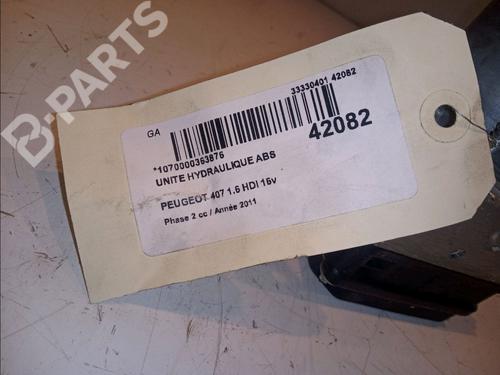 B-PARTS
GA
33330401 42082
42082
*1070000363876
UNITE HYDRAULIQUE ABS
PEUGEOT 407 1.6 HDI 16v
Phase 2 cc / Année 2011